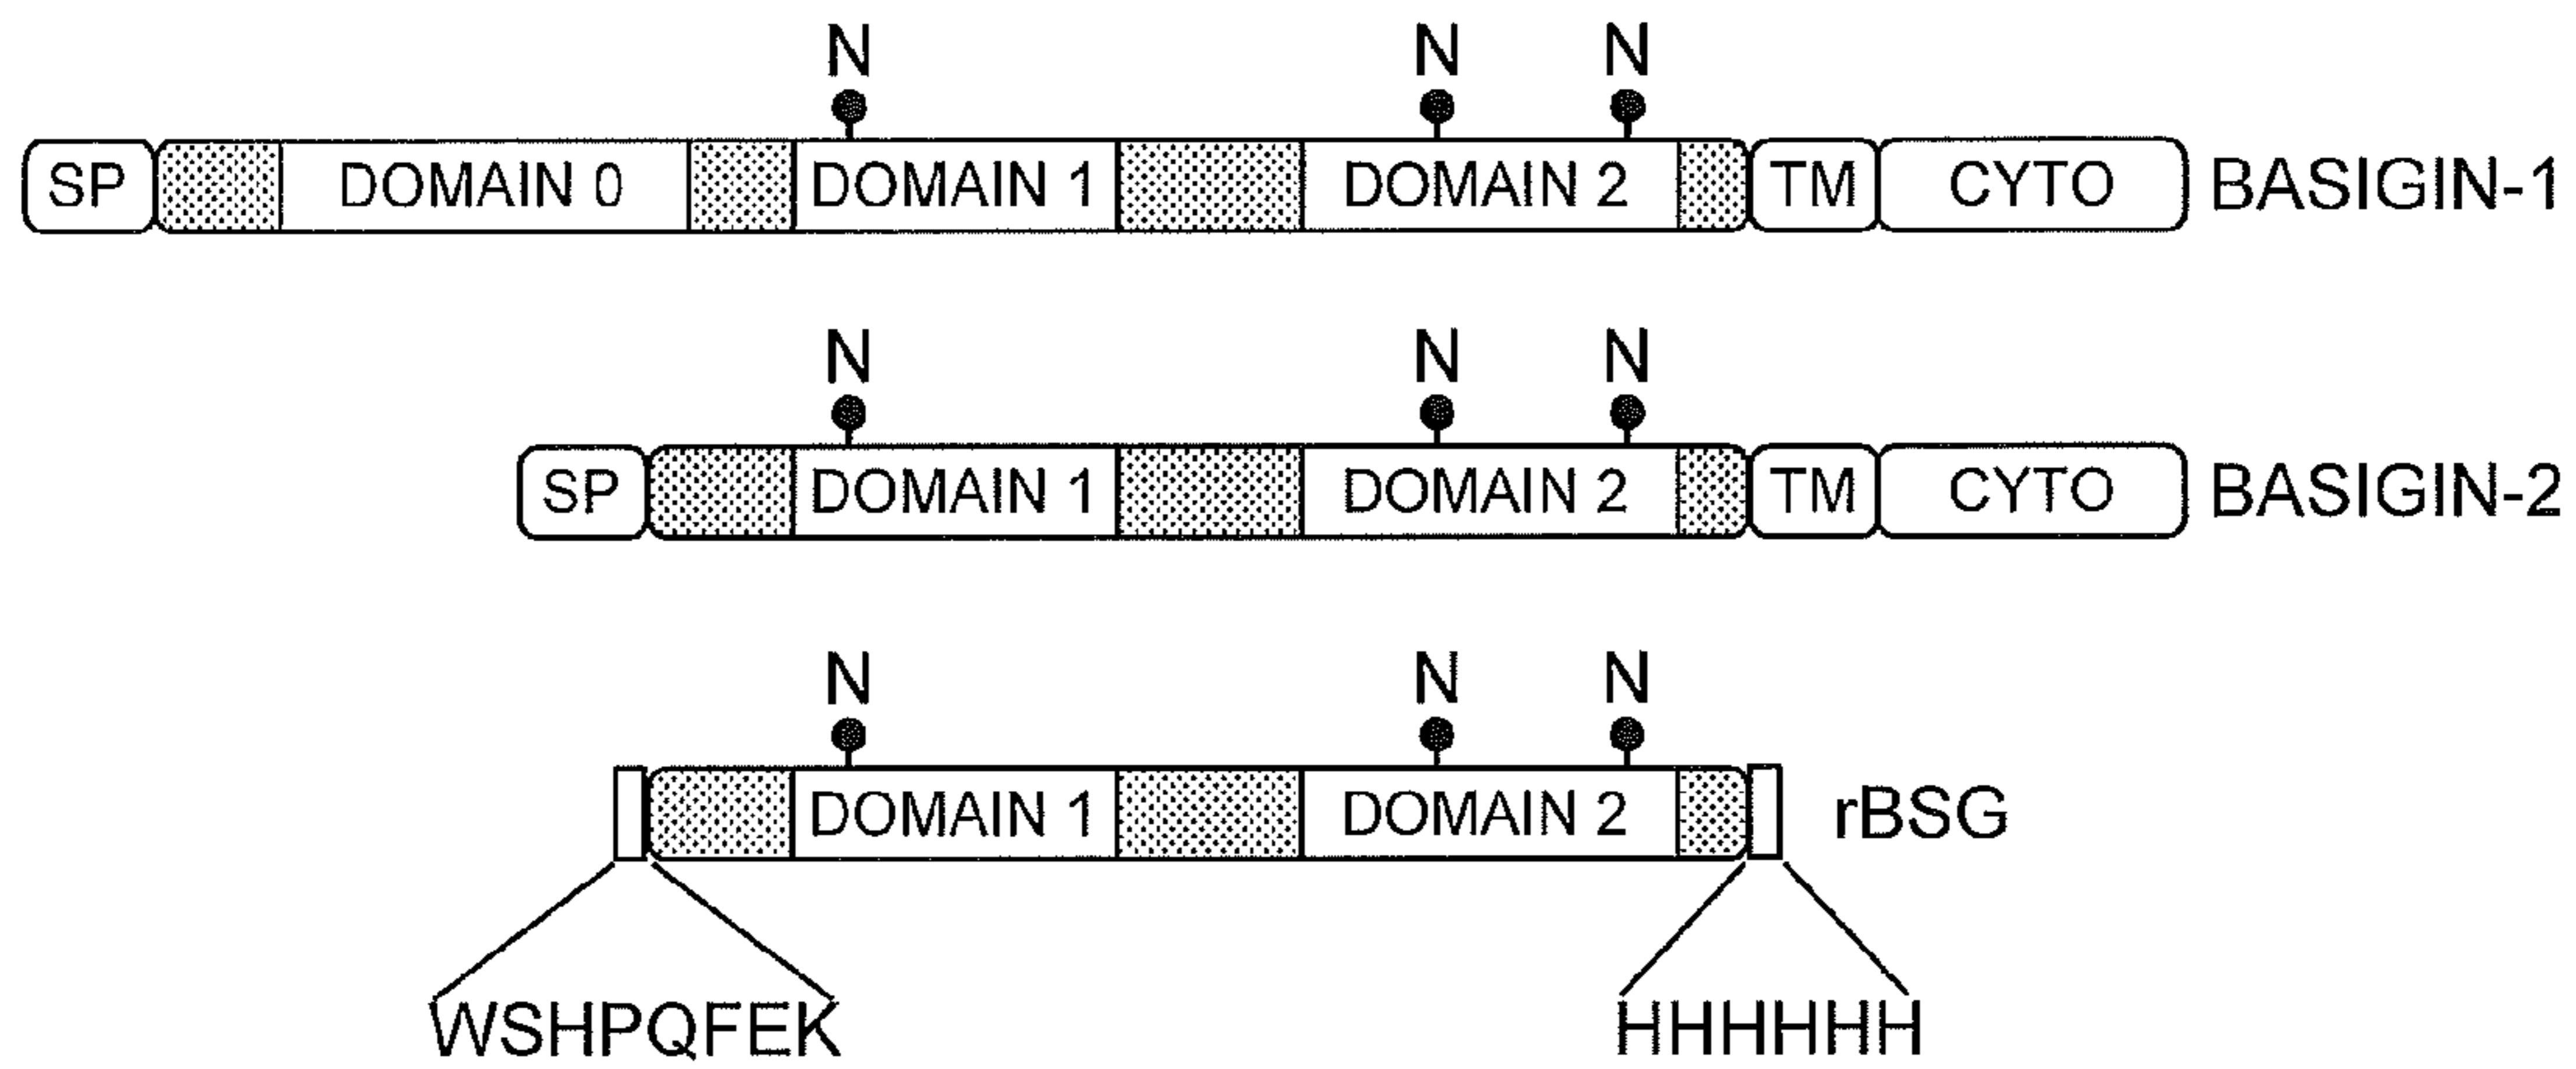 N N N
SP DOMAIN 0 DOMAIN 1 DOMAIN 2 TM CYTO BASIGIN-1
N N N
SP DOMAIN 1 DOMAIN 2 TM CYTO BASIGIN-2
N N N
DOMAIN 1 DOMAIN 2 rBSG
WSHPQFEK HHHHHH